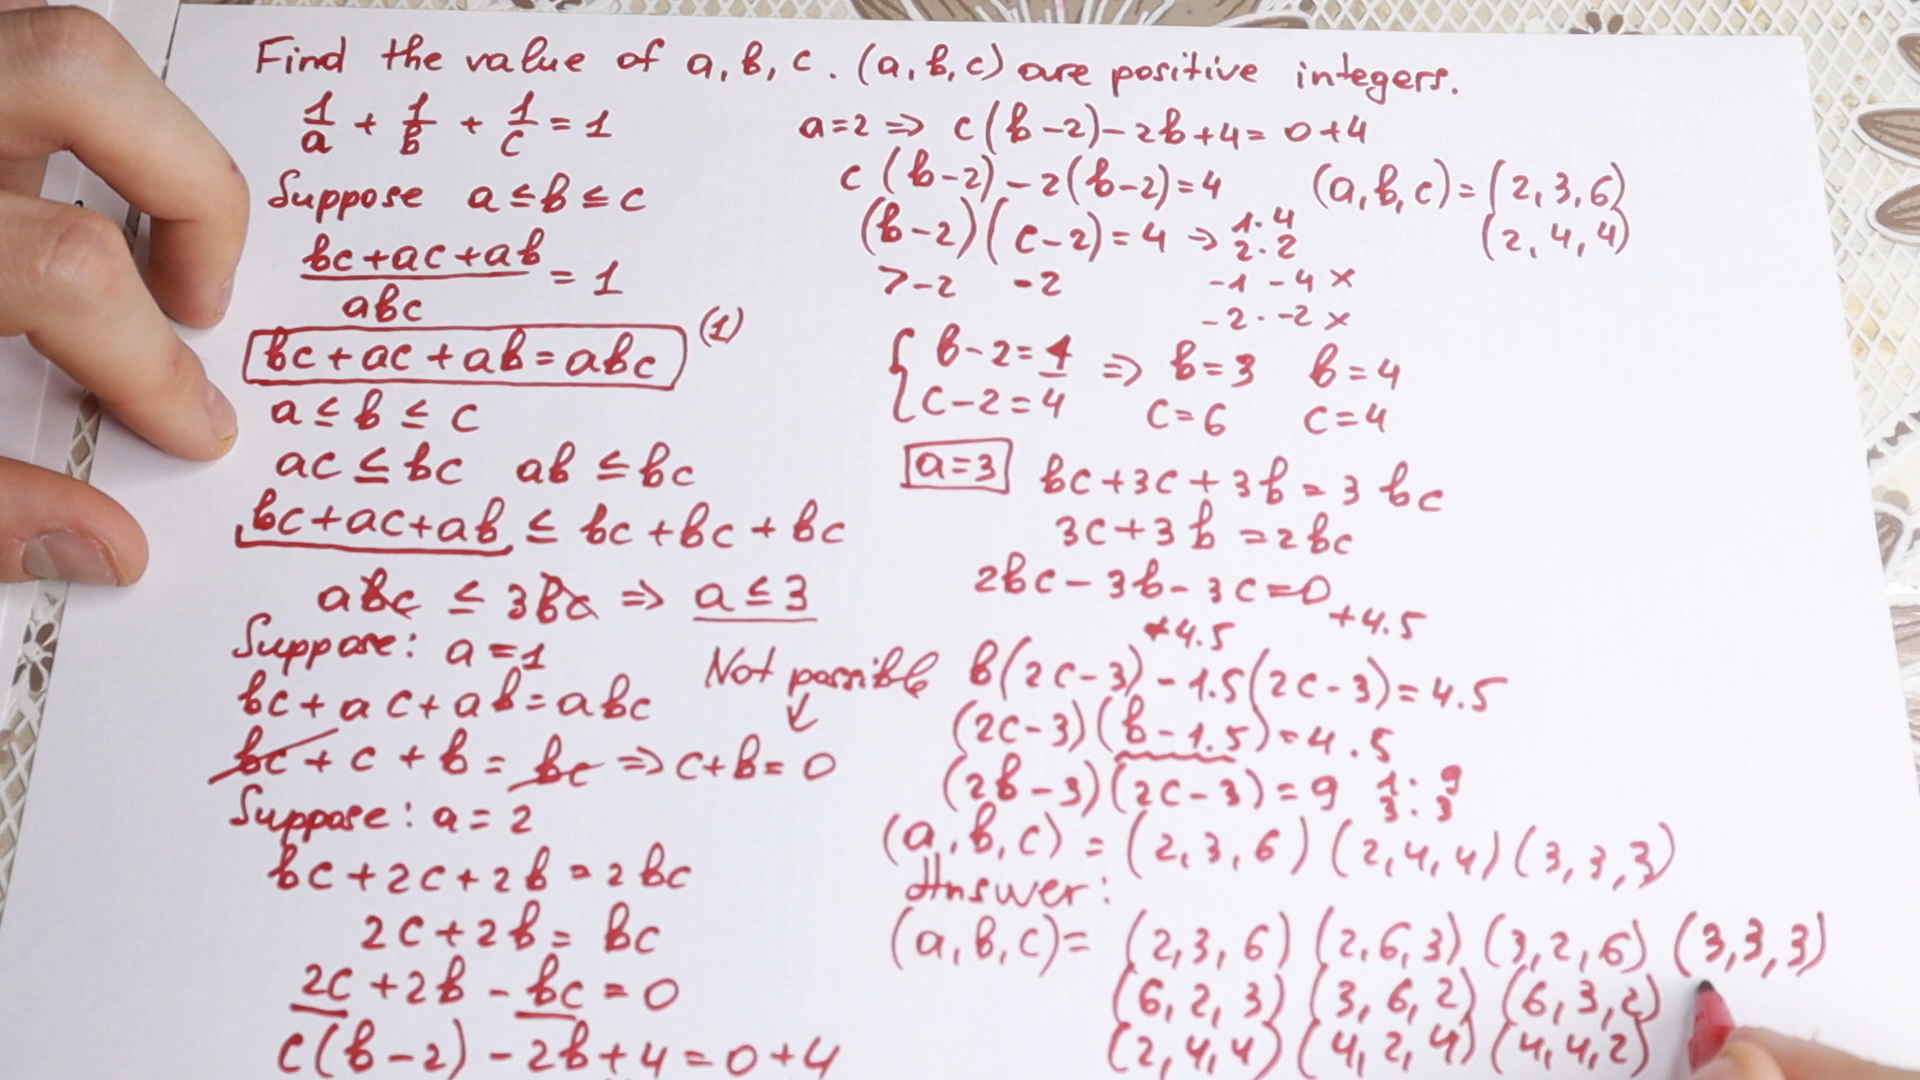 Find the value of a, b, c. (a, b, c) are positive integers.
1/a + 1/b + 1/c = 1
Suppose a ≤ b ≤ c
(bc+ac+ab)/abc = 1
bc + ac + ab = abc (1)
a ≤ b ≤ c
ac ≤ bc ab ≤ bc
bc+ac+ab ≤ bc + bc + bc
abc ≤ 3bc ⇒ a ≤ 3
Suppose: a = 1
bc + ac + ab = abc
bc + c + b = bc ⇒ c+b = 0
Not possible ↓
Suppose: a = 2
bc + 2c + 2b = 2bc
2c + 2b = bc
2c + 2b - bc = 0
c(b-2) - 2b + 4 = 0 + 4
a=2 ⇒ c(b-2) - 2b + 4 = 0 + 4
c(b-2) - 2(b-2) = 4
(b-2)(c-2) = 4 → 1·4
2·2
>-2 -2 -1 -4 ×
-2 · -2 ×
(a, b, c) = (2, 3, 6)
(2, 4, 4)
{ b-2 = 1 ⇒ b=3 b=4
c-2 = 4 c=6 c=4
a=3 bc + 3c + 3b = 3bc
3c + 3b = 2bc
2bc - 3b - 3c = 0
+4.5 +4.5
b(2c-3) - 1.5(2c-3) = 4.5
(2c-3)(b-1.5) = 4.5
(2b-3)(2c-3) = 9 1·9
3·3
(a, b, c) = (2, 3, 6) (2, 4, 4) (3, 3, 3)
Answer:
(a, b, c) = (2, 3, 6) (2, 6, 3) (3, 2, 6) (3, 3, 3)
(6, 2, 3) (3, 6, 2) (6, 3, 2)
(2, 4, 4) (4, 2, 4) (4, 4, 2)